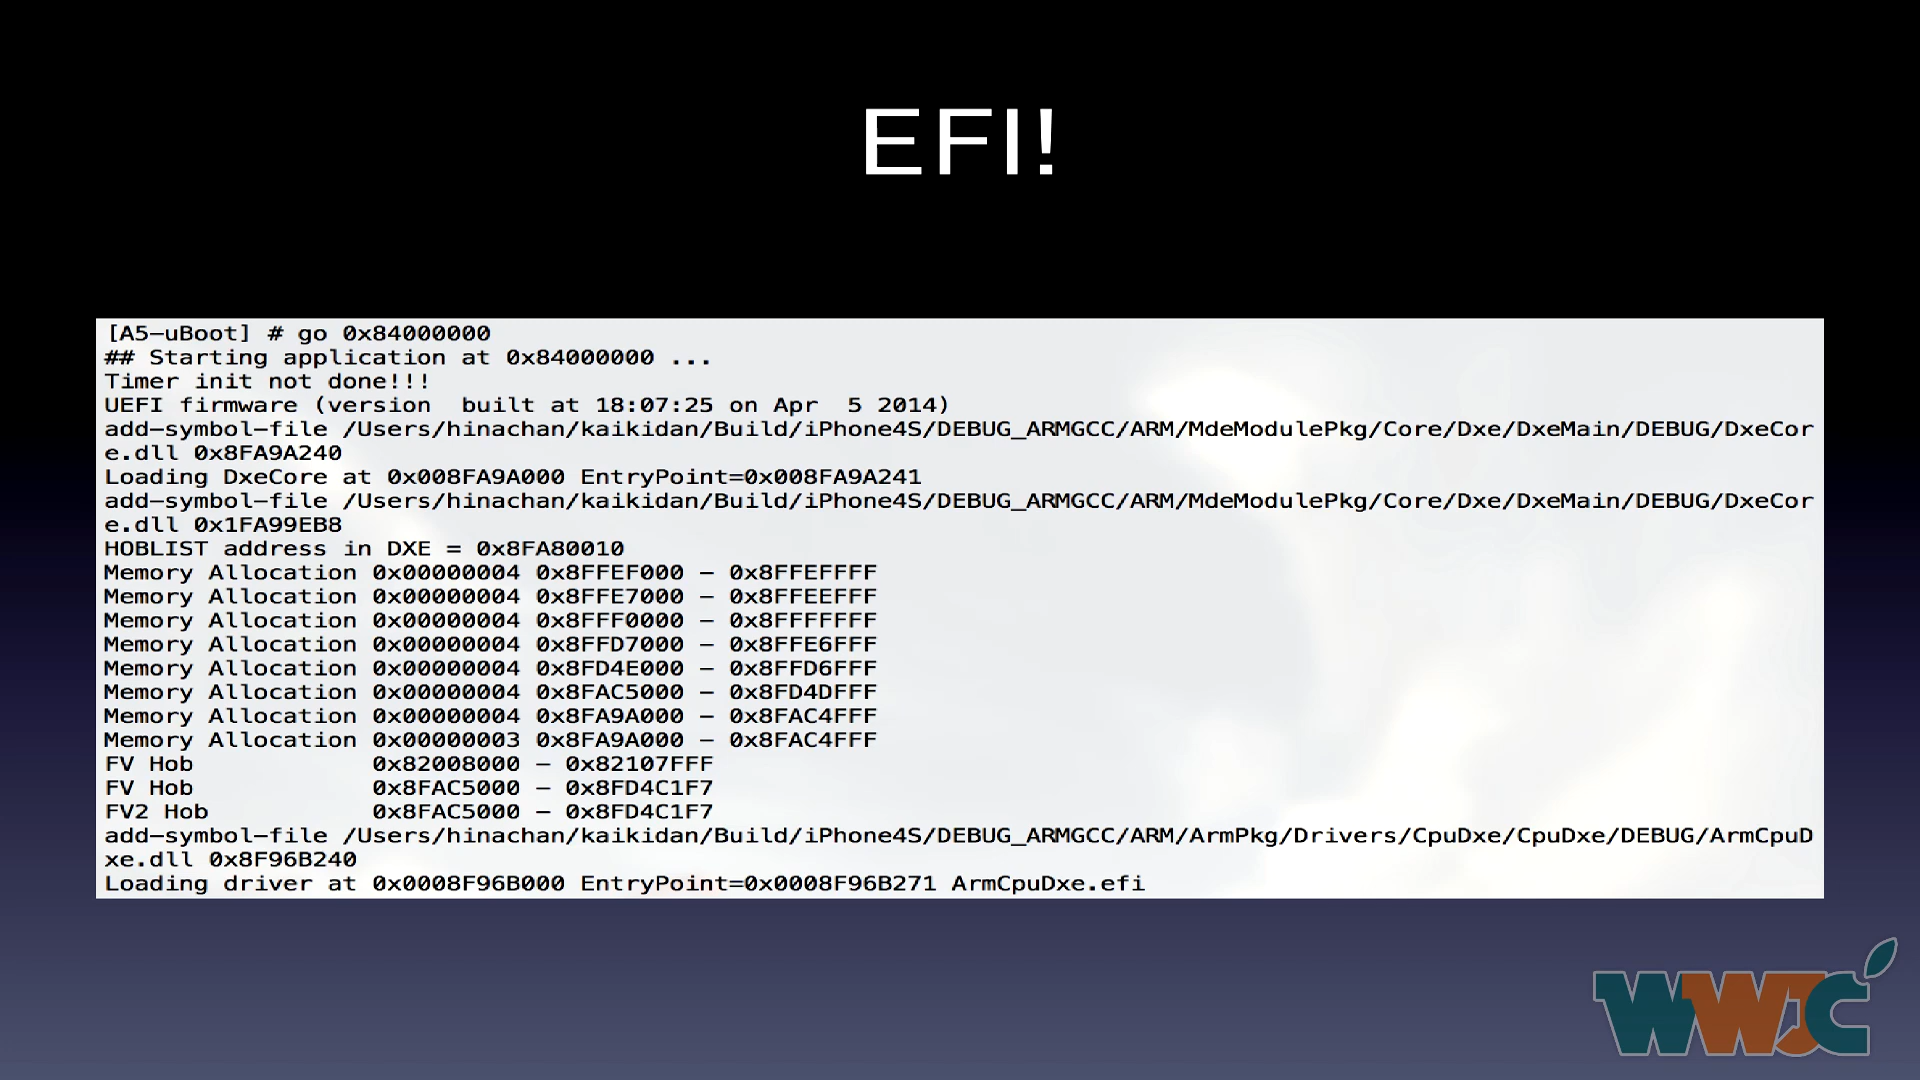 EFI!
[A5-uBoot] # go 0x84000000
## Starting application at 0x84000000 ...
Timer init not done!!!
UEFI firmware (version  built at 18:07:25 on Apr  5 2014)
add-symbol-file /Users/hinachan/kaikidan/Build/iPhone4S/DEBUG_ARMGCC/ARM/MdeModulePkg/Core/Dxe/DxeMain/DEBUG/DxeCor
e.dll 0x8FA9A240
Loading DxeCore at 0x008FA9A000 EntryPoint=0x008FA9A241
add-symbol-file /Users/hinachan/kaikidan/Build/iPhone4S/DEBUG_ARMGCC/ARM/MdeModulePkg/Core/Dxe/DxeMain/DEBUG/DxeCor
e.dll 0x1FA99EB8
HOBLIST address in DXE = 0x8FA80010
Memory Allocation 0x00000004 0x8FFEF000 - 0x8FFEFFFF
Memory Allocation 0x00000004 0x8FFE7000 - 0x8FFEEFFF
Memory Allocation 0x00000004 0x8FFF0000 - 0x8FFFFFFF
Memory Allocation 0x00000004 0x8FFD7000 - 0x8FFE6FFF
Memory Allocation 0x00000004 0x8FD4E000 - 0x8FFD6FFF
Memory Allocation 0x00000004 0x8FAC5000 - 0x8FD4DFFF
Memory Allocation 0x00000004 0x8FA9A000 - 0x8FAC4FFF
Memory Allocation 0x00000003 0x8FA9A000 - 0x8FAC4FFF
FV Hob            0x82008000 - 0x82107FFF
FV Hob            0x8FAC5000 - 0x8FD4C1F7
FV2 Hob           0x8FAC5000 - 0x8FD4C1F7
add-symbol-file /Users/hinachan/kaikidan/Build/iPhone4S/DEBUG_ARMGCC/ARM/ArmPkg/Drivers/CpuDxe/CpuDxe/DEBUG/ArmCpuD
xe.dll 0x8F96B240
Loading driver at 0x0008F96B000 EntryPoint=0x0008F96B271 ArmCpuDxe.efi
WWJC